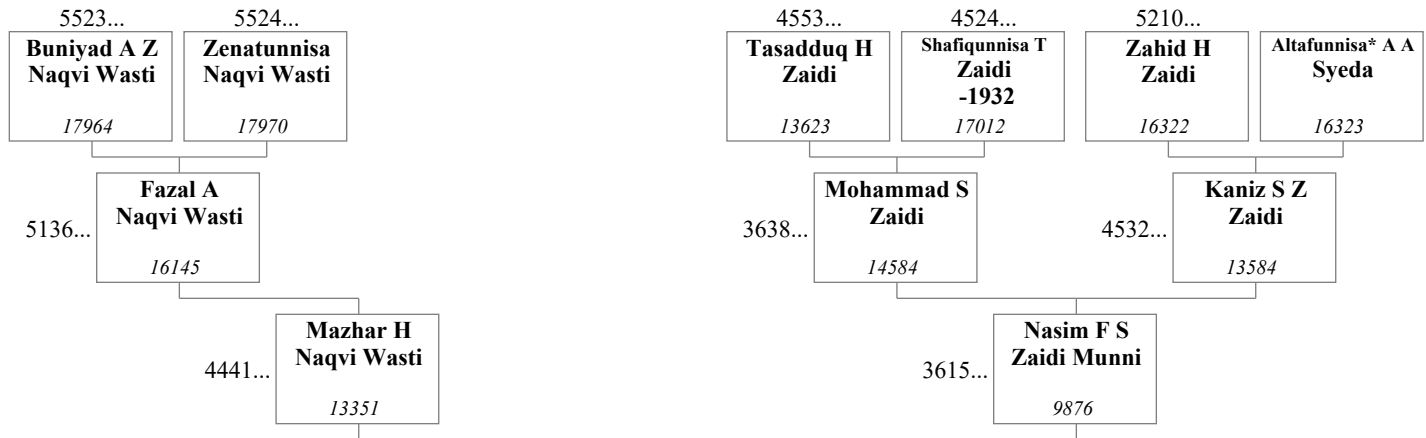 5523...
5524...
4553...
4524...
5210...
Buniyad A Z
Naqvi Wasti
17964
Zenatunnisa
Naqvi Wasti
17970
Tasadduq H
Zaidi
13623
Shafiqunnisa T
Zaidi
-1932
17012
Zahid H
Zaidi
16322
Altafunnisa* A A
Syeda
16323
5136...
Fazal A
Naqvi Wasti
16145
3638...
Mohammad S
Zaidi
14584
4532...
Kaniz S Z
Zaidi
13584
4441...
Mazhar H
Naqvi Wasti
13351
3615...
Nasim F S
Zaidi Munni
9876